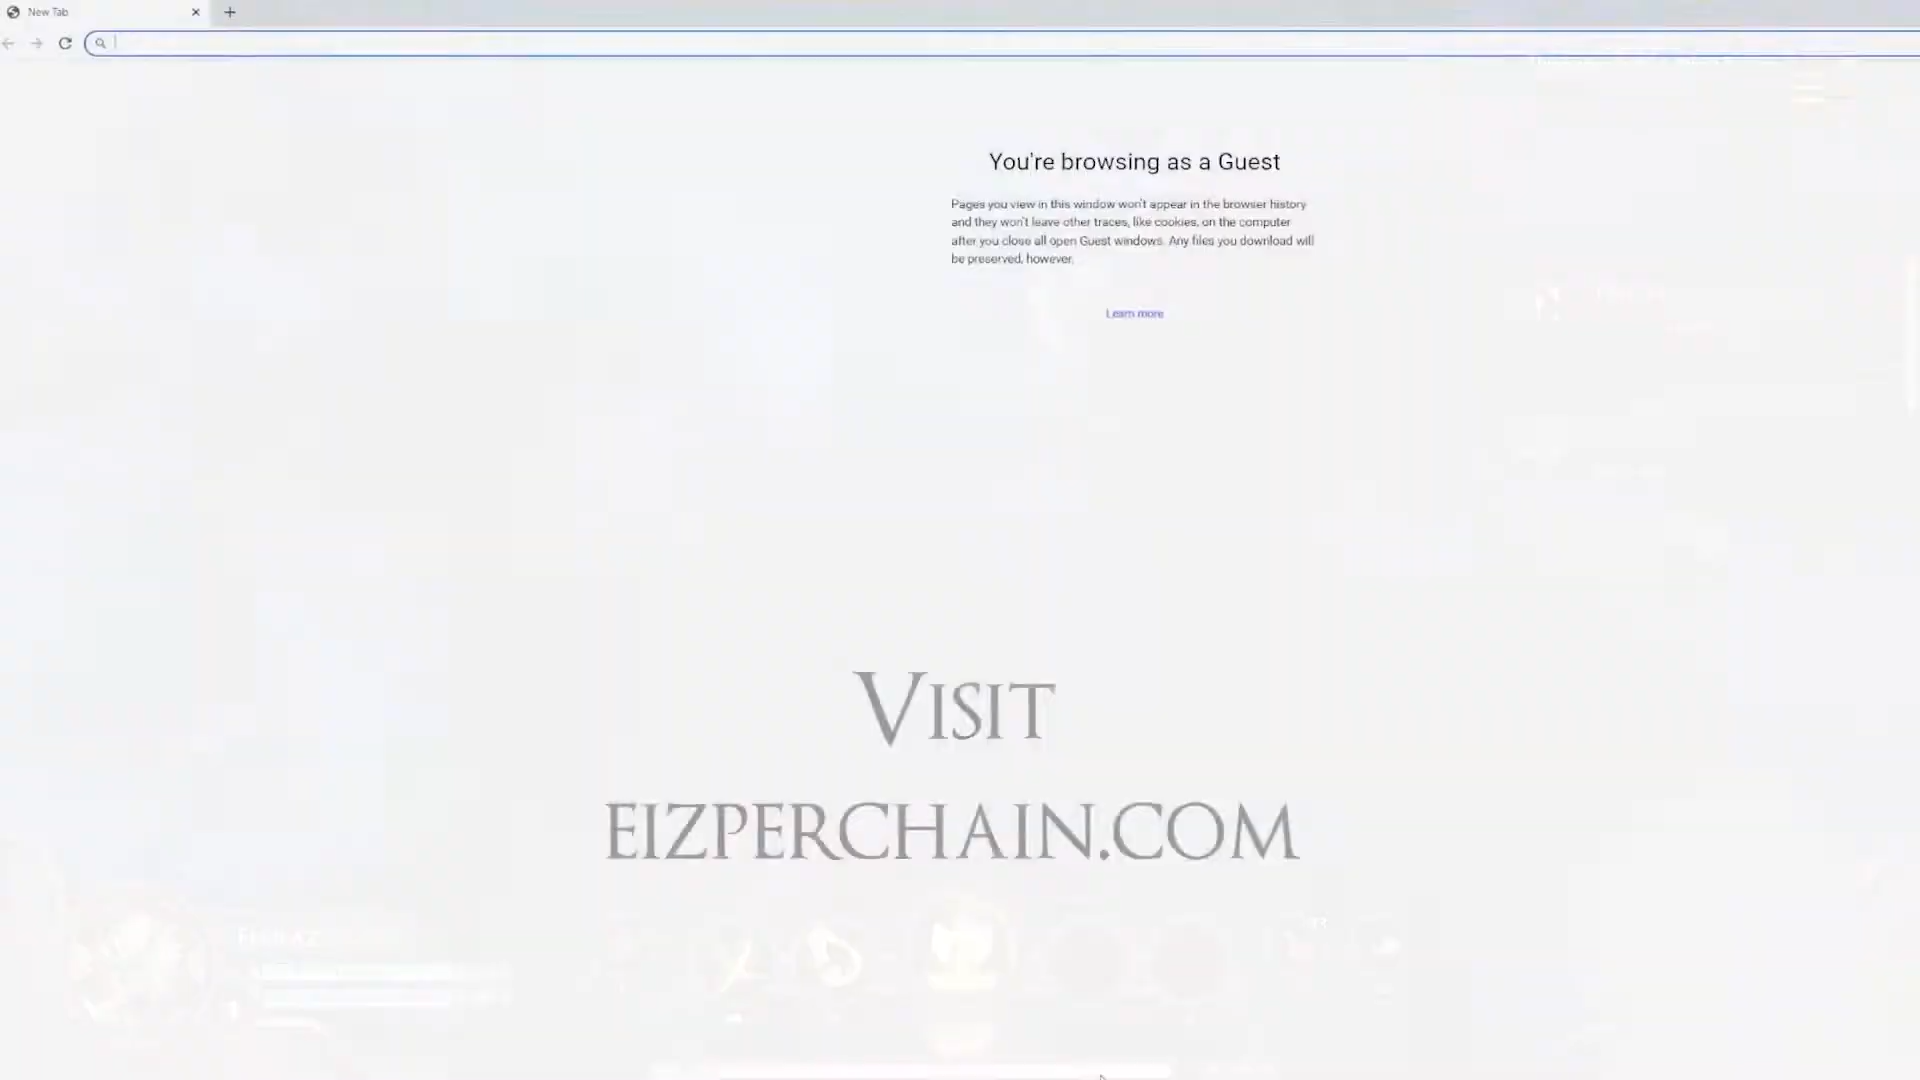 New Tab
You're browsing as a Guest
Pages you view in this window won't appear in the browser history
and they won't leave other traces, like cookies, on the computer
after you close all open Guest windows. Any files you download will
be preserved, however.
Learn more
VISIT
EIZPERCHAIN.COM